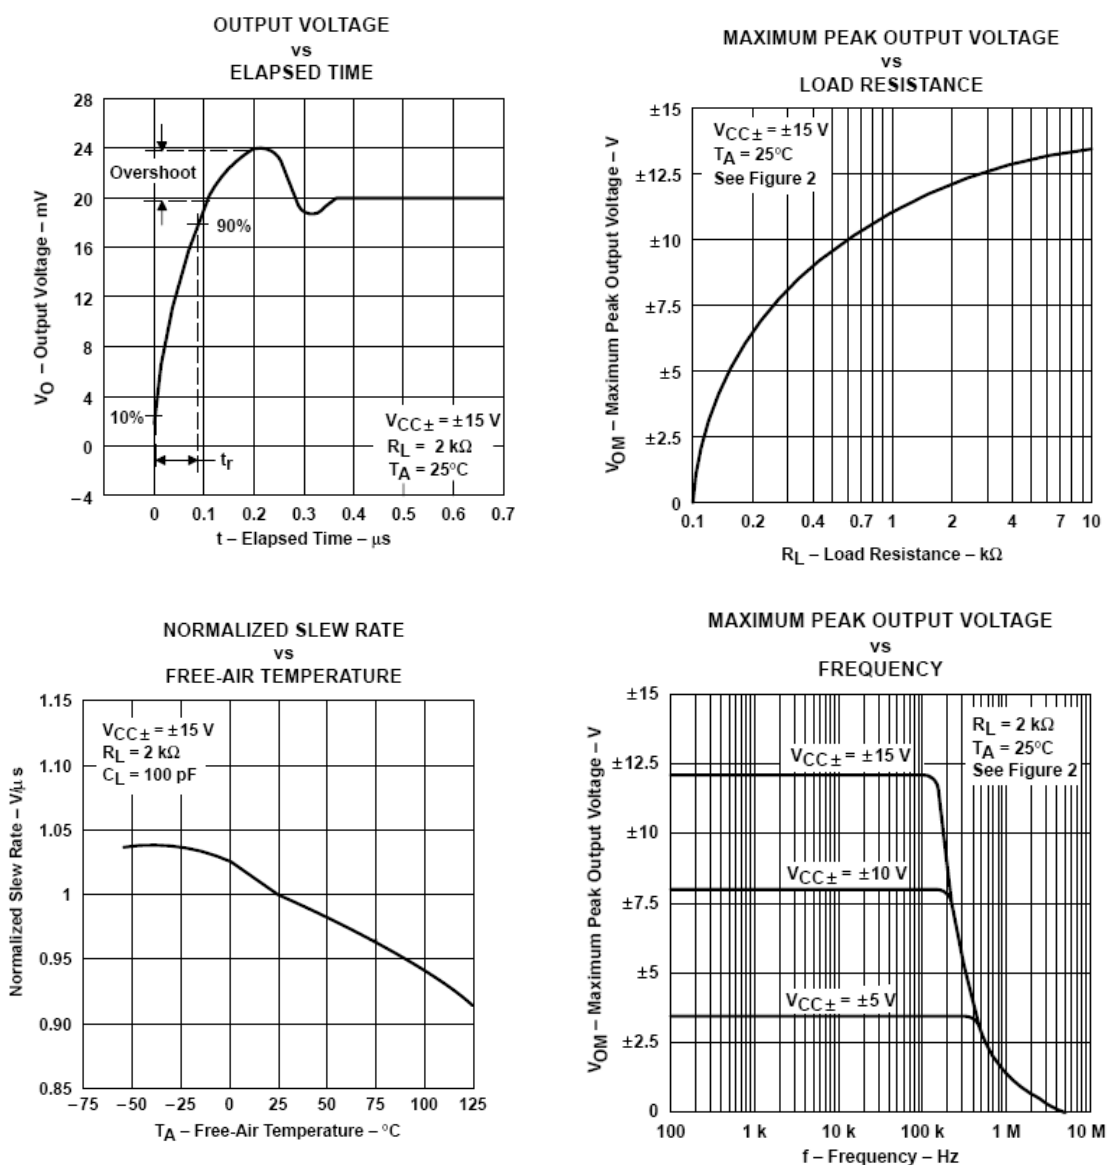 OUTPUT VOLTAGE
vs
ELAPSED TIME
28
24
20
16
12
8
4
0
−4
VO – Output Voltage – mV
Overshoot
90%
10%
tr
VCC± = ±15 V
RL = 2 kΩ
TA = 25°C
0 0.1 0.2 0.3 0.4 0.5 0.6 0.7
t – Elapsed Time – μs
MAXIMUM PEAK OUTPUT VOLTAGE
vs
LOAD RESISTANCE
±15
±12.5
±10
±7.5
±5
±2.5
0
VOM – Maximum Peak Output Voltage – V
VCC± = ±15 V
TA = 25°C
See Figure 2
0.1 0.2 0.4 0.7 1 2 4 7 10
RL – Load Resistance – kΩ
NORMALIZED SLEW RATE
vs
FREE-AIR TEMPERATURE
1.15
1.10
1.05
1
0.95
0.90
0.85
Normalized Slew Rate – V/μs
VCC± = ±15 V
RL = 2 kΩ
CL = 100 pF
−75 −50 −25 0 25 50 75 100 125
TA – Free-Air Temperature – °C
MAXIMUM PEAK OUTPUT VOLTAGE
vs
FREQUENCY
±15
±12.5
±10
±7.5
±5
±2.5
0
VOM – Maximum Peak Output Voltage – V
RL = 2 kΩ
TA = 25°C
See Figure 2
VCC± = ±15 V
VCC± = ±10 V
VCC± = ±5 V
100 1 k 10 k 100 k 1 M 10 M
f – Frequency – Hz